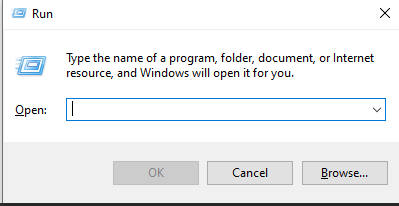 Run
Type the name of a program, folder, document, or Internet
resource, and Windows will open it for you.
Open:
OK Cancel Browse...